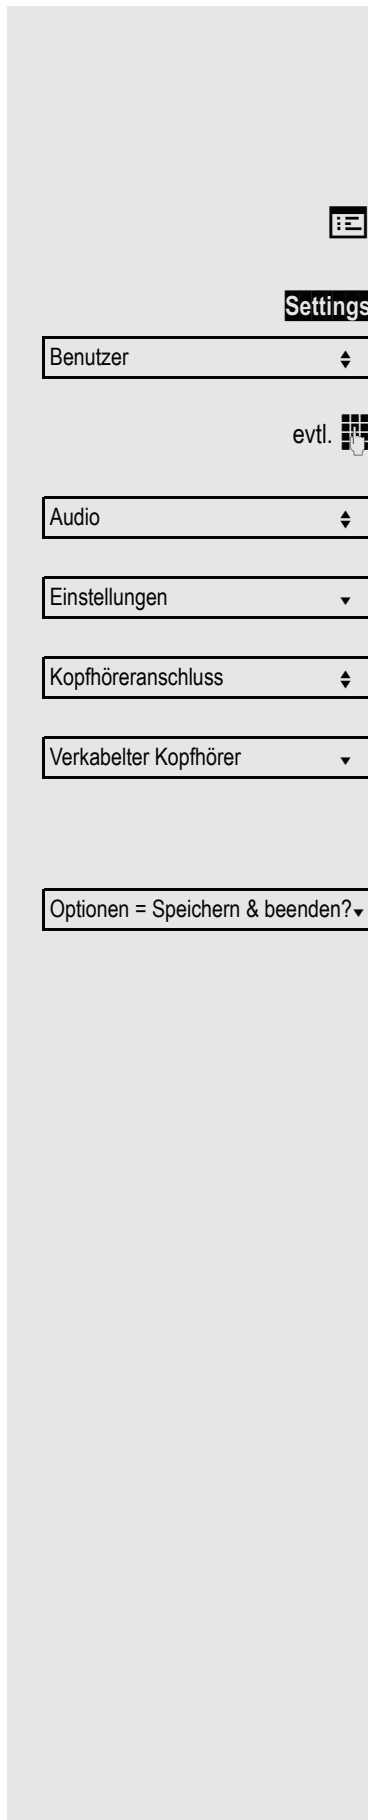 Settings
Benutzer
evtl.
Audio
Einstellungen
Kopfhöreranschluss
Verkabelter Kopfhörer
Optionen = Speichern & beenden?